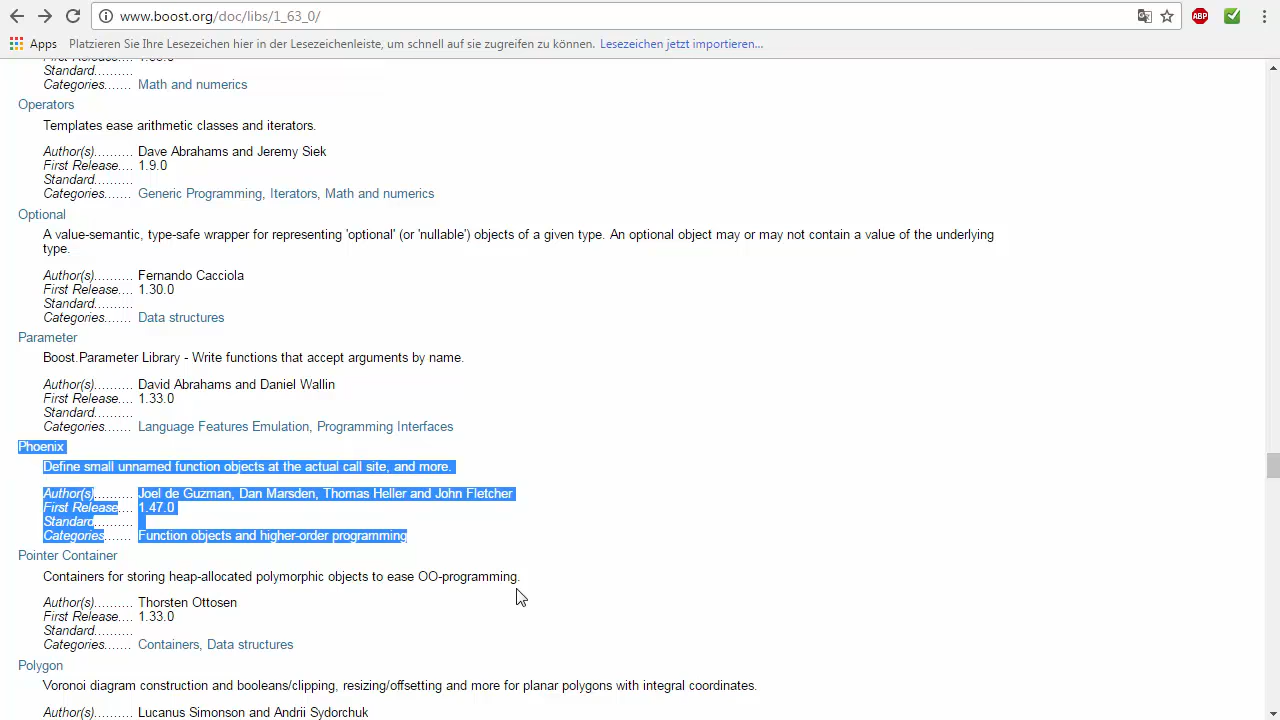 www.boost.org/doc/libs/1_63_0/
ABP
Apps Platzieren Sie Ihre Lesezeichen hier in der Lesezeichenleiste, um schnell auf sie zugreifen zu können. Lesezeichen jetzt importieren...
Standard.........
Categories....... Math and numerics
Operators
Templates ease arithmetic classes and iterators.
Author(s)......... Dave Abrahams and Jeremy Siek
First Release.... 1.9.0
Standard.........
Categories....... Generic Programming, Iterators, Math and numerics
Optional
A value-semantic, type-safe wrapper for representing 'optional' (or 'nullable') objects of a given type. An optional object may or may not contain a value of the underlying
type.
Author(s)......... Fernando Cacciola
First Release.... 1.30.0
Standard.........
Categories....... Data structures
Parameter
Boost.Parameter Library - Write functions that accept arguments by name.
Author(s)......... David Abrahams and Daniel Wallin
First Release.... 1.33.0
Standard.........
Categories....... Language Features Emulation, Programming Interfaces
Phoenix
Define small unnamed function objects at the actual call site, and more.
Author(s)......... Joel de Guzman, Dan Marsden, Thomas Heller and John Fletcher
First Release.... 1.47.0
Standard.........
Categories....... Function objects and higher-order programming
Pointer Container
Containers for storing heap-allocated polymorphic objects to ease OO-programming.
Author(s)......... Thorsten Ottosen
First Release.... 1.33.0
Standard.........
Categories....... Containers, Data structures
Polygon
Voronoi diagram construction and booleans/clipping, resizing/offsetting and more for planar polygons with integral coordinates.
Author(s)......... Lucanus Simonson and Andrii Sydorchuk